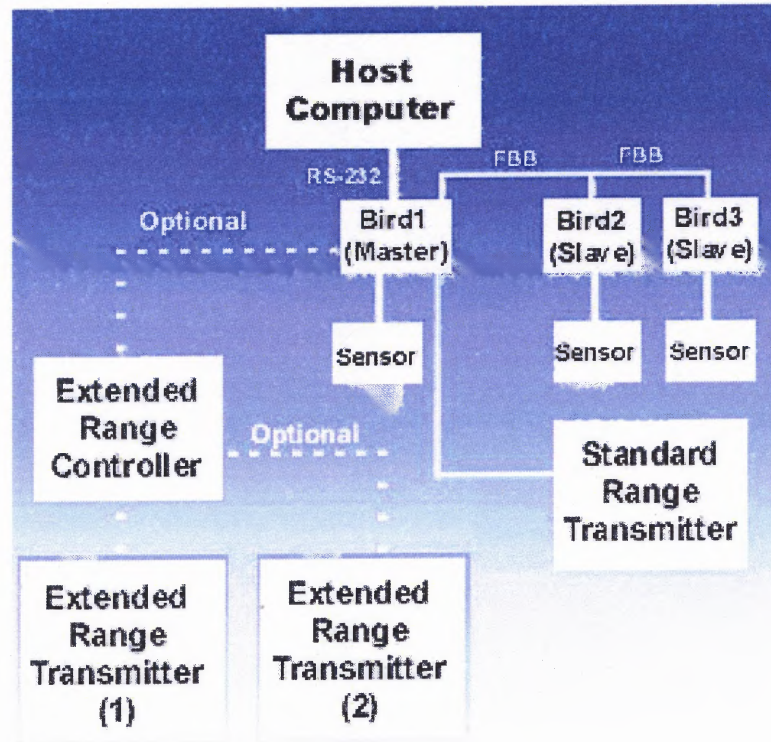 Host
Computer
RS-232
FBB
FBB
Optional
Bird1
(Master)
Bird2
(Slave)
Bird3
(Slave)
Sensor
Sensor
Sensor
Extended
Range
Controller
Optional
Standard
Range
Transmitter
Extended
Range
Transmitter
(1)
Extended
Range
Transmitter
(2)